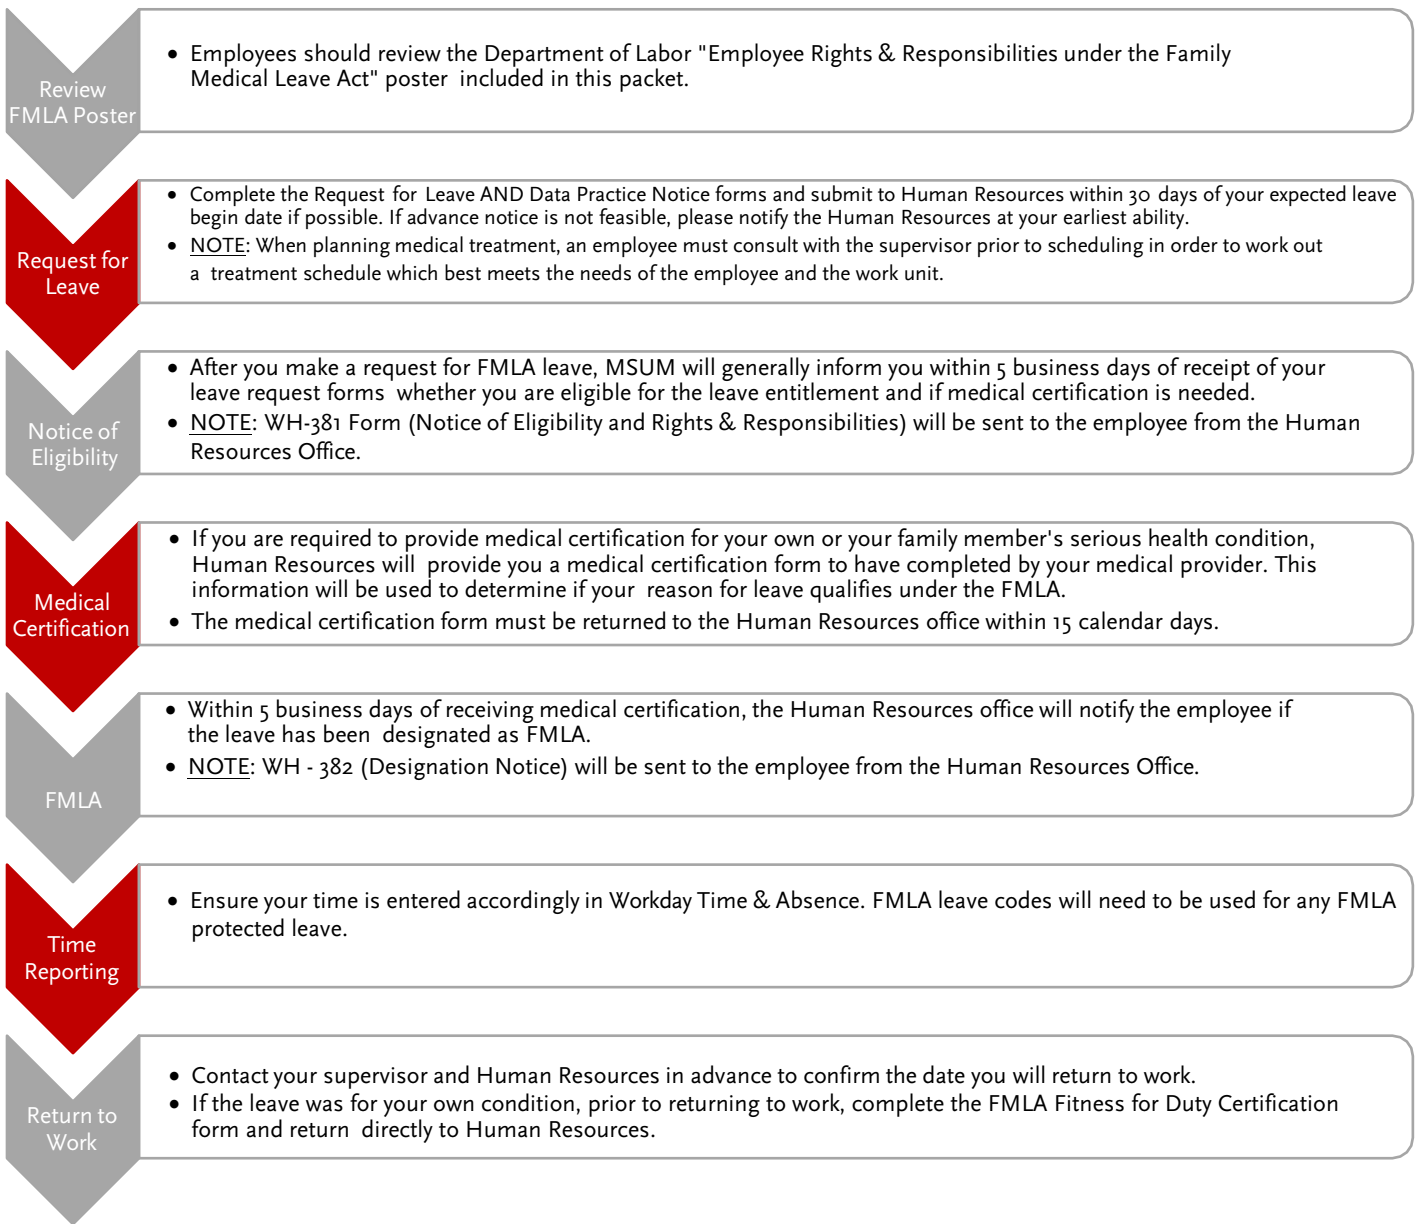 Review
FMLA Poster
• Employees should review the Department of Labor "Employee Rights & Responsibilities under the Family
Medical Leave Act" poster included in this packet.
Request for
Leave
• Complete the Request for Leave AND Data Practice Notice forms and submit to Human Resources within 30 days of your expected leave
begin date if possible. If advance notice is not feasible, please notify the Human Resources at your earliest ability.
• NOTE: When planning medical treatment, an employee must consult with the supervisor prior to scheduling in order to work out
a treatment schedule which best meets the needs of the employee and the work unit.
Notice of
Eligibility
• After you make a request for FMLA leave, MSUM will generally inform you within 5 business days of receipt of your
leave request forms whether you are eligible for the leave entitlement and if medical certification is needed.
• NOTE: WH-381 Form (Notice of Eligibility and Rights & Responsibilities) will be sent to the employee from the Human
Resources Office.
Medical
Certification
• If you are required to provide medical certification for your own or your family member's serious health condition,
Human Resources will provide you a medical certification form to have completed by your medical provider. This
information will be used to determine if your reason for leave qualifies under the FMLA.
• The medical certification form must be returned to the Human Resources office within 15 calendar days.
FMLA
• Within 5 business days of receiving medical certification, the Human Resources office will notify the employee if
the leave has been designated as FMLA.
• NOTE: WH - 382 (Designation Notice) will be sent to the employee from the Human Resources Office.
Time
Reporting
• Ensure your time is entered accordingly in Workday Time & Absence. FMLA leave codes will need to be used for any FMLA
protected leave.
Return to
Work
• Contact your supervisor and Human Resources in advance to confirm the date you will return to work.
• If the leave was for your own condition, prior to returning to work, complete the FMLA Fitness for Duty Certification
form and return directly to Human Resources.